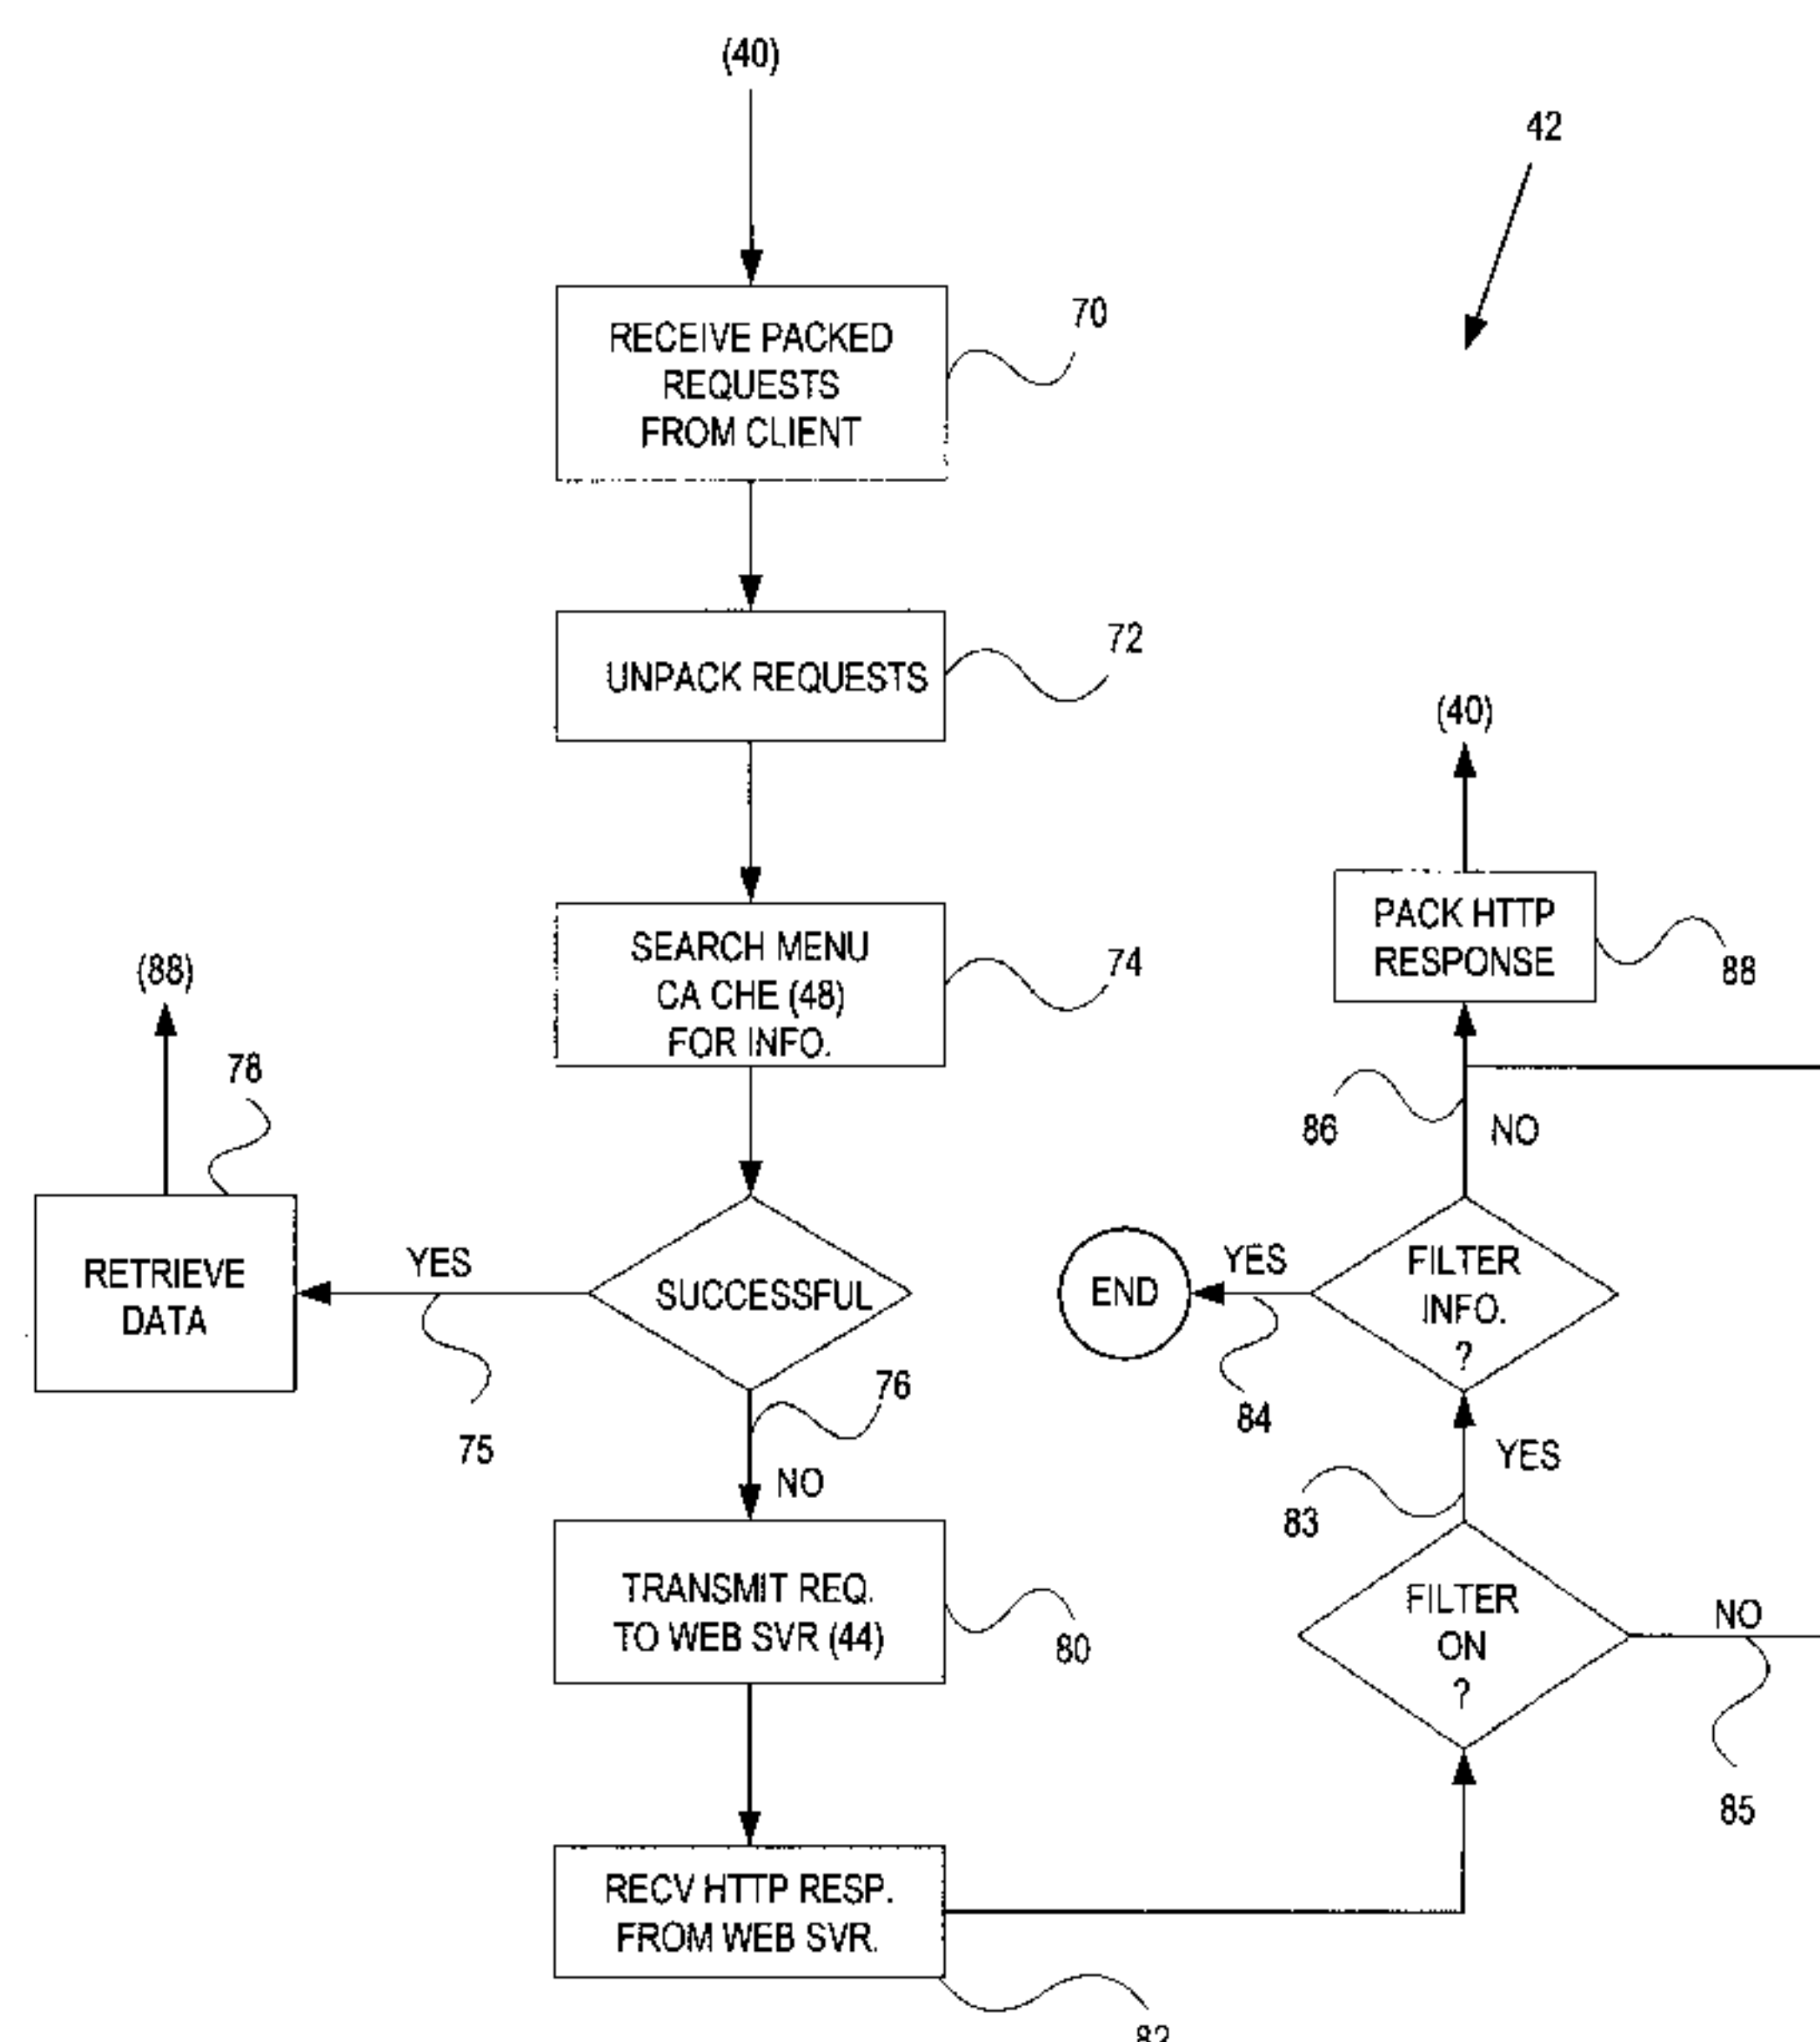 (40)
42
RECEIVE PACKED
REQUESTS
FROM CLIENT
70
UNPACK REQUESTS
72
SEARCH MENU
CA CHE (48)
FOR INFO.
74
(88)
78
RETRIEVE
DATA
YES
75
SUCCESSFUL
76
NO
TRANSMIT REQ.
TO WEB SVR (44)
80
RECV HTTP RESP.
FROM WEB SVR.
82
(40)
PACK HTTP
RESPONSE
88
86
NO
FILTER
INFO.
?
YES
END
84
YES
83
FILTER
ON
?
NO
85